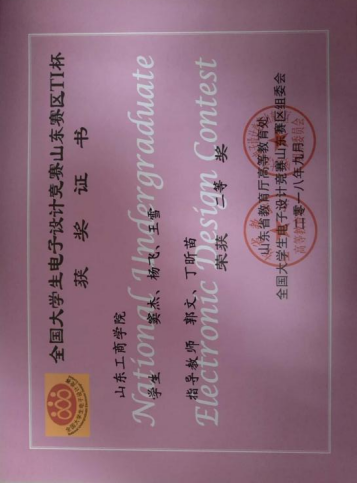 全国大学生电子设计竞赛山东赛区TI杯
获奖证书
山东工商学院
学生 窦杰、杨飞、王雪
指导教师 郭文、丁昕苗
荣获 三等 奖
National Undergraduate
Electronic Design Contest
山东省教育厅高等教育处
全国大学生电子设计竞赛山东赛区组委会
二零一八年九月